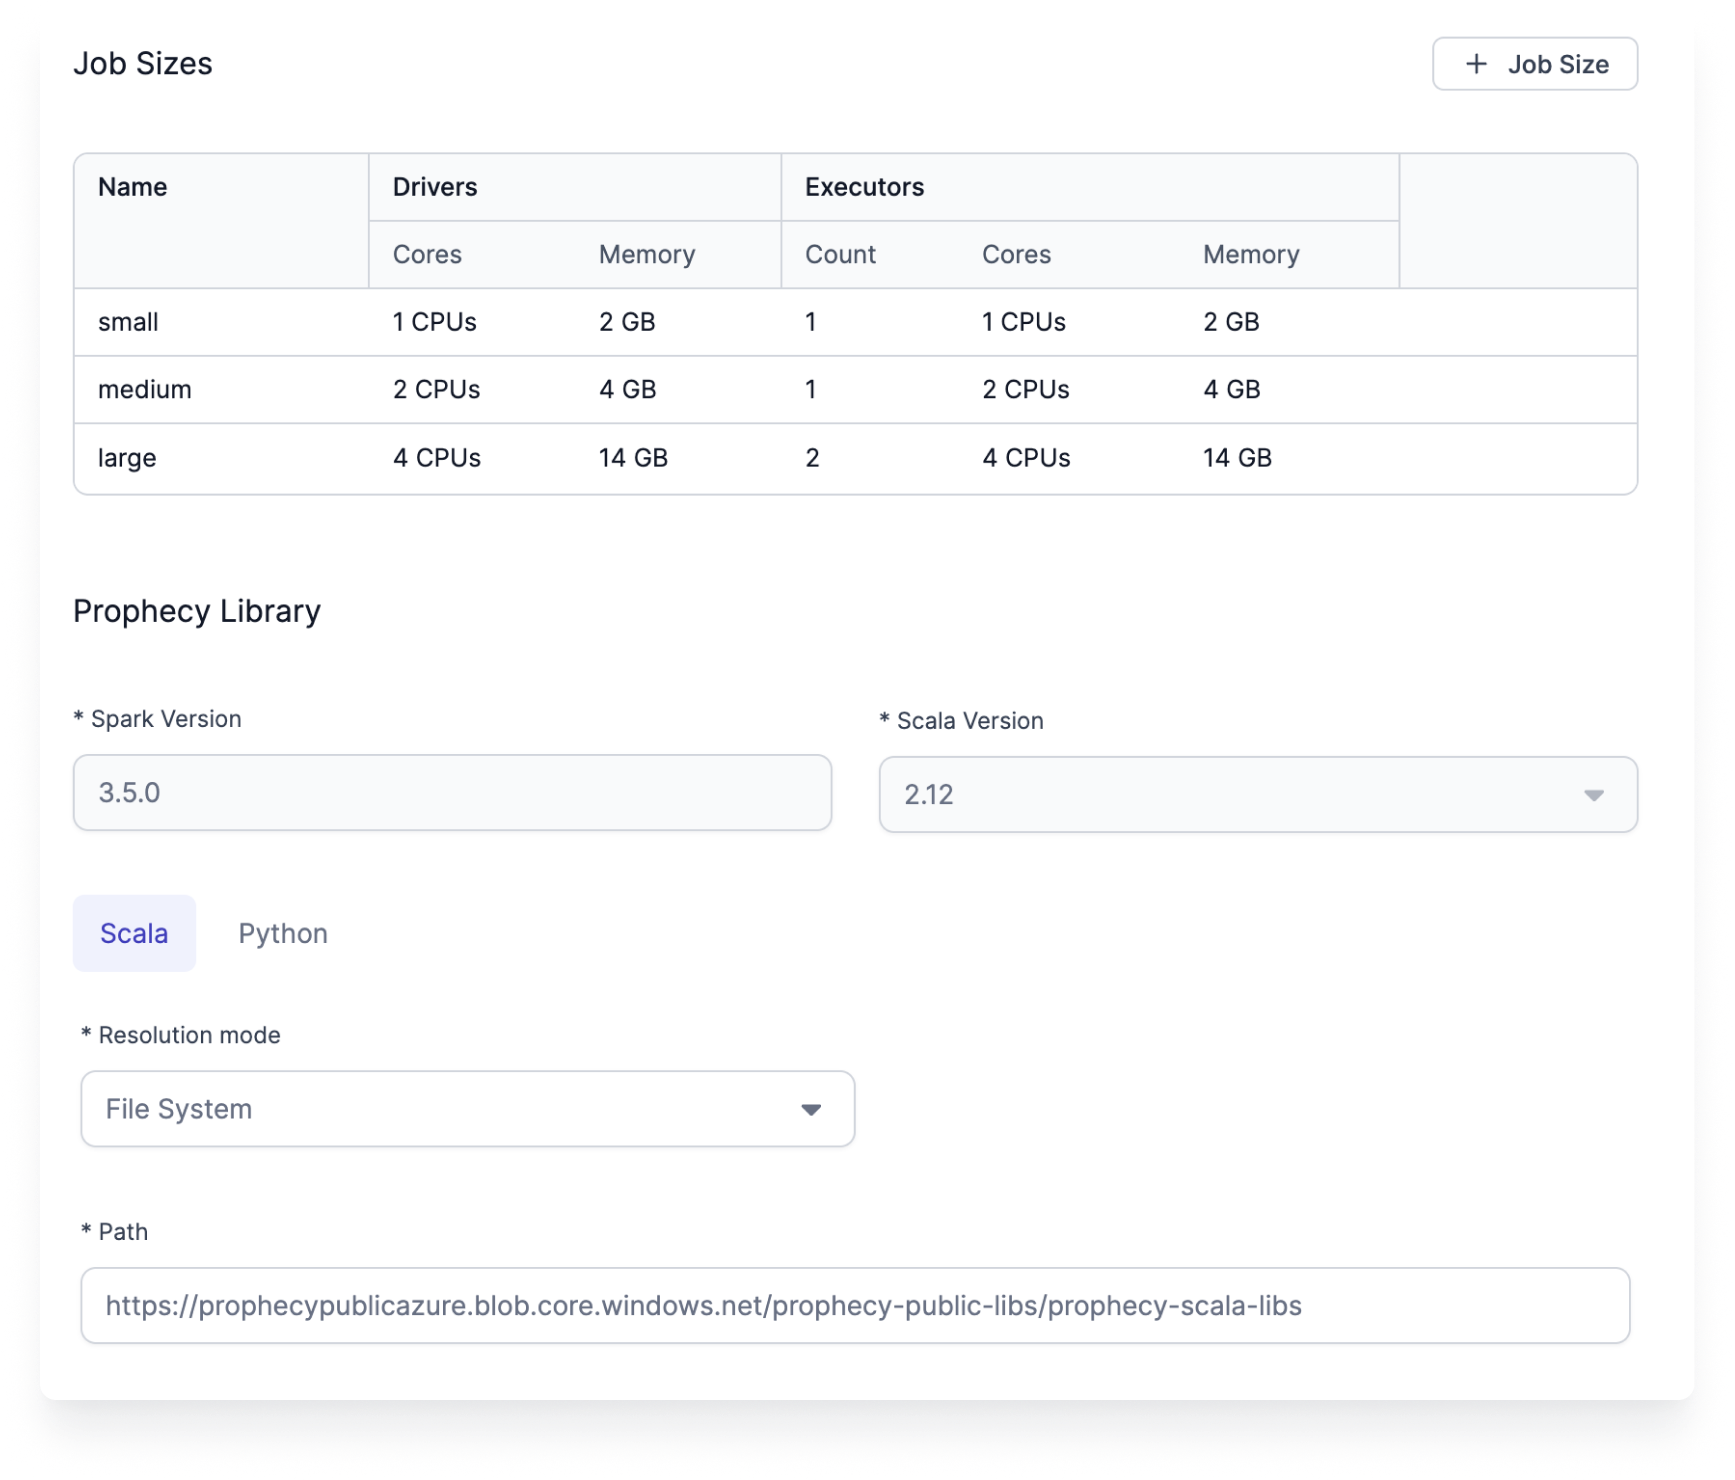 Job Sizes
+ Job Size
Name Drivers Executors
Cores Memory Count Cores Memory
small 1 CPUs 2 GB 1 1 CPUs 2 GB
medium 2 CPUs 4 GB 1 2 CPUs 4 GB
large 4 CPUs 14 GB 2 4 CPUs 14 GB
Prophecy Library
* Spark Version
* Scala Version
3.5.0
2.12
Scala Python
* Resolution mode
File System
* Path
https://prophecypublicazure.blob.core.windows.net/prophecy-public-libs/prophecy-scala-libs